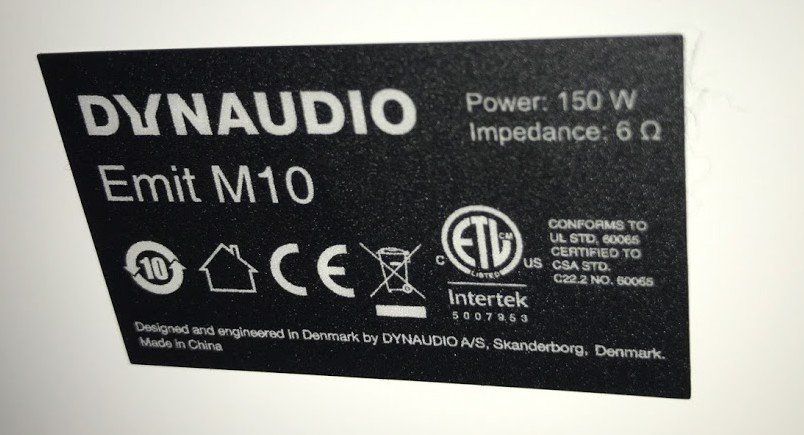 DYNAUDIO
Power: 150 W
Impedance: 6 Ω
Emit M10
10
CE
ETL
CM
LISTED
C
US
Intertek
5007953
CONFORMS TO
UL STD. 60065
CERTIFIED TO
CSA STD.
C22.2 NO. 60065
Designed and engineered in Denmark by DYNAUDIO A/S, Skanderborg, Denmark.
Made in China